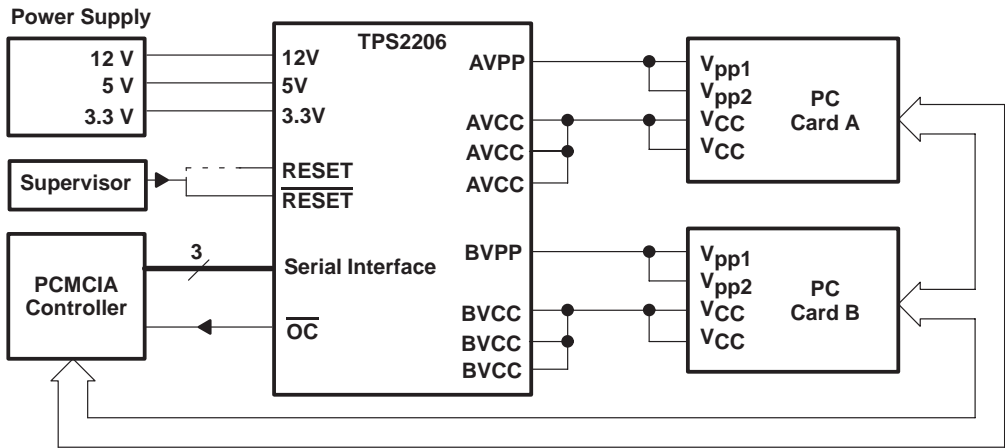 Power Supply
12 V
5 V
3.3 V
Supervisor
3
PCMCIA
Controller
TPS2206
12V
5V
3.3V
RESET
RESET
Serial Interface
OC
AVPP
AVCC
AVCC
AVCC
BVPP
BVCC
BVCC
BVCC
Vpp1
Vpp2
VCC
VCC
PC
Card A
Vpp1
Vpp2
VCC
VCC
PC
Card B